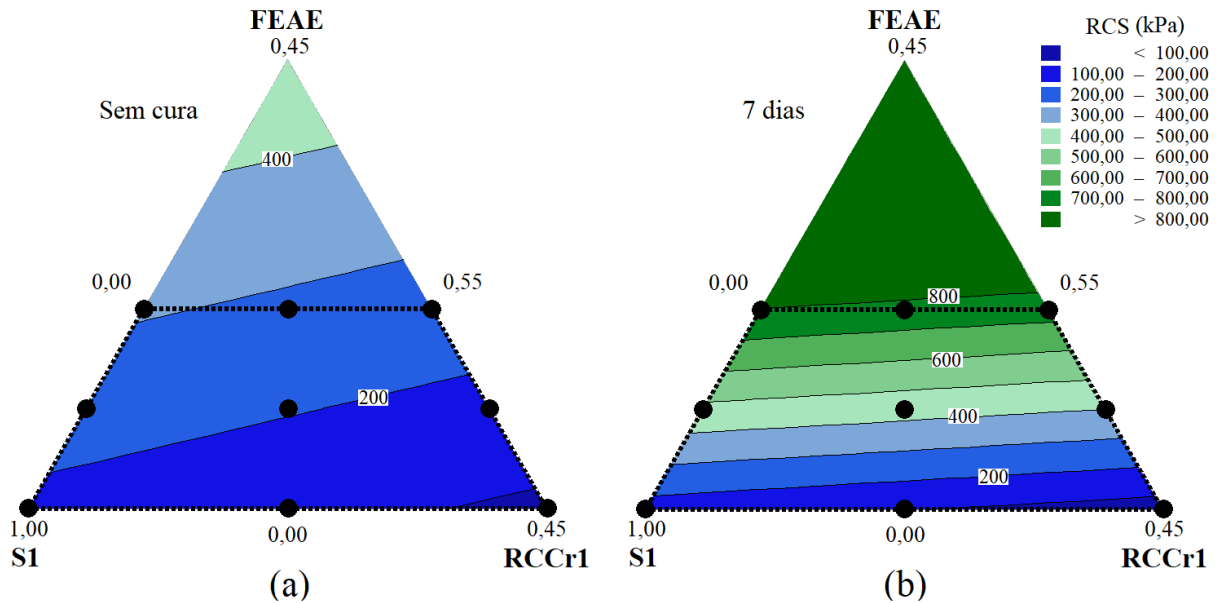 FEAE
0,45
Sem cura
400
0,00
0,55
200
1,00
0,00
0,45
S1
RCCr1
(a)
FEAE
0,45
7 dias
0,00
0,55
800
600
400
200
1,00
0,00
0,45
S1
RCCr1
(b)
RCS (kPa)
< 100,00
100,00 – 200,00
200,00 – 300,00
300,00 – 400,00
400,00 – 500,00
500,00 – 600,00
600,00 – 700,00
700,00 – 800,00
> 800,00